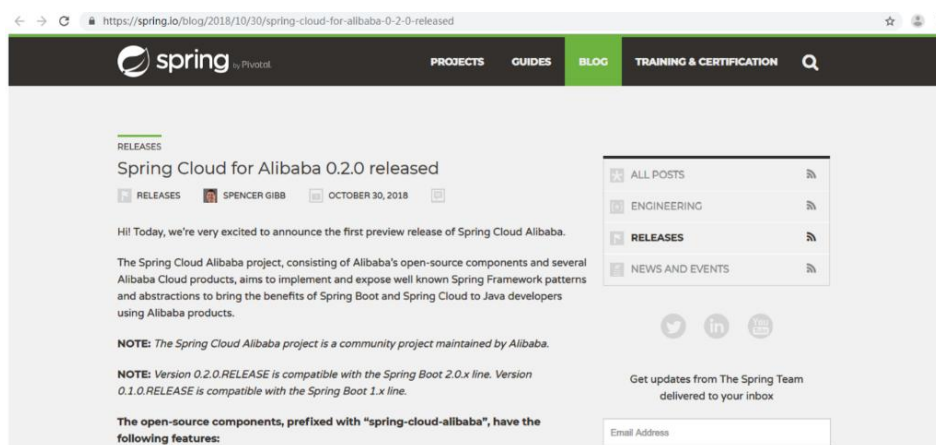 https://spring.io/blog/2018/10/30/spring-cloud-for-alibaba-0-2-0-released
spring by Pivotal
PROJECTS GUIDES BLOG TRAINING & CERTIFICATION
RELEASES
Spring Cloud for Alibaba 0.2.0 released
RELEASES SPENCER GIBB OCTOBER 30, 2018
Hi! Today, we're very excited to announce the first preview release of Spring Cloud Alibaba.
The Spring Cloud Alibaba project, consisting of Alibaba's open-source components and several
Alibaba Cloud products, aims to implement and expose well known Spring Framework patterns
and abstractions to bring the benefits of Spring Boot and Spring Cloud to Java developers
using Alibaba products.
NOTE: The Spring Cloud Alibaba project is a community project maintained by Alibaba.
NOTE: Version 0.2.0.RELEASE is compatible with the Spring Boot 2.0.x line. Version
0.1.0.RELEASE is compatible with the Spring Boot 1.x line.
The open-source components, prefixed with "spring-cloud-alibaba", have the
following features:
ALL POSTS
ENGINEERING
RELEASES
NEWS AND EVENTS
in
You
Tube
Get updates from The Spring Team
delivered to your inbox
Email Address